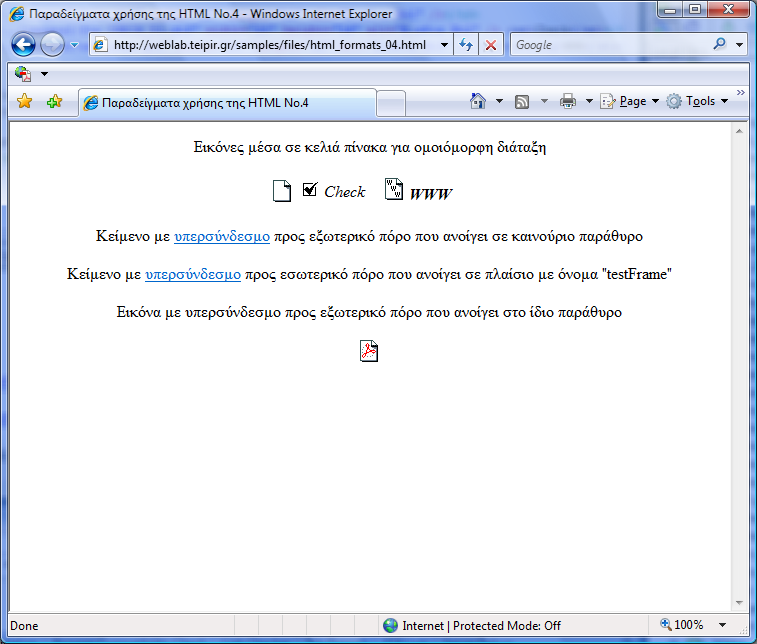 Παραδείγματα χρήσης της HTML No.4 - Windows Internet Explorer
http://weblab.teipir.gr/samples/files/html_formats_04.html
Google
Παραδείγματα χρήσης της HTML No.4
Page
Tools
Εικόνες μέσα σε κελιά πίνακα για ομοιόμορφη διάταξη
Check WWW
Κείμενο με υπερσύνδεσμο προς εξωτερικό πόρο που ανοίγει σε καινούριο παράθυρο
Κείμενο με υπερσύνδεσμο προς εσωτερικό πόρο που ανοίγει σε πλαίσιο με όνομα "testFrame"
Εικόνα με υπερσύνδεσμο προς εξωτερικό πόρο που ανοίγει στο ίδιο παράθυρο
Done
Internet | Protected Mode: Off
100%